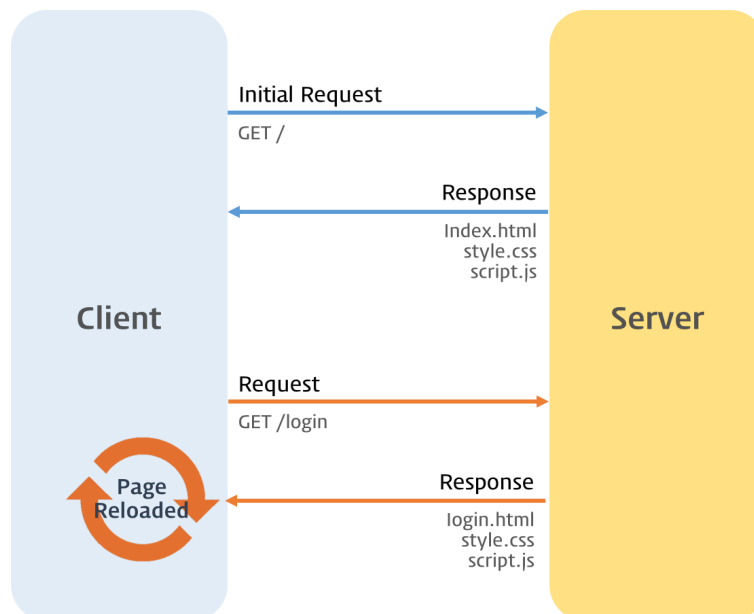 Initial Request
GET /
Response
Index.html
style.css
script.js
Client
Server
Request
GET /login
Page
Reloaded
Response
login.html
style.css
script.js